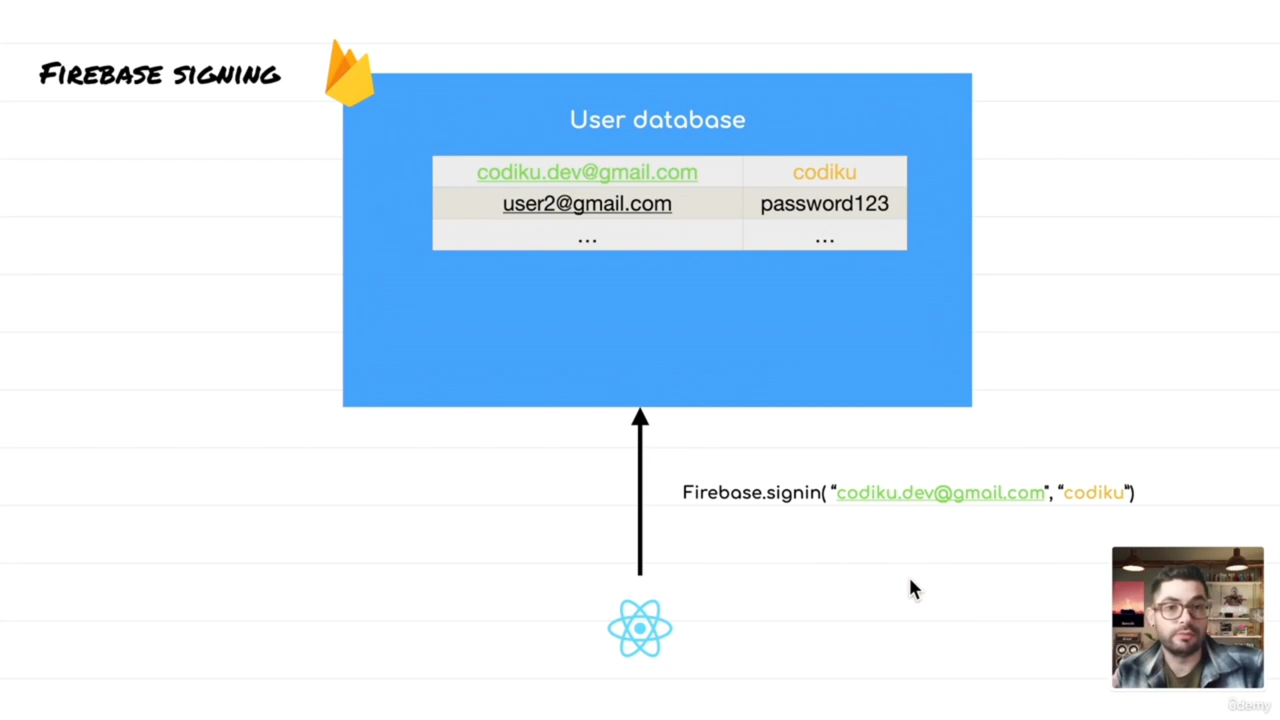 FIREBASE SIGNING
User database
codiku.dev@gmail.com codiku
user2@gmail.com password123
... ...
Firebase.signin( “codiku.dev@gmail.com", “codiku")
ûdemy